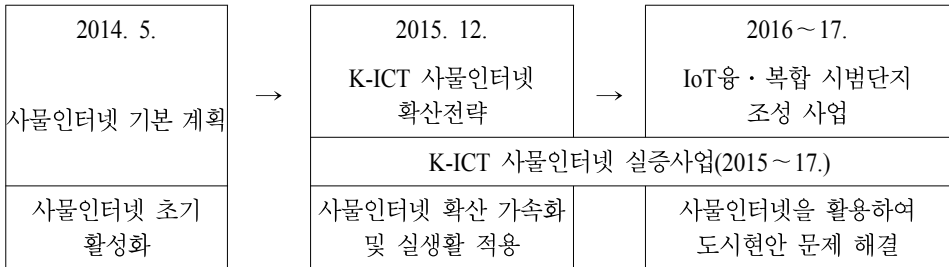 2014. 5.
사물인터넷 기본 계획
사물인터넷 초기
활성화
→
2015. 12.
K-ICT 사물인터넷
확산전략
→
2016～17.
IoT융·복합 시범단지
조성 사업
K-ICT 사물인터넷 실증사업(2015～17.)
사물인터넷 확산 가속화
및 실생활 적용
사물인터넷을 활용하여
도시현안 문제 해결